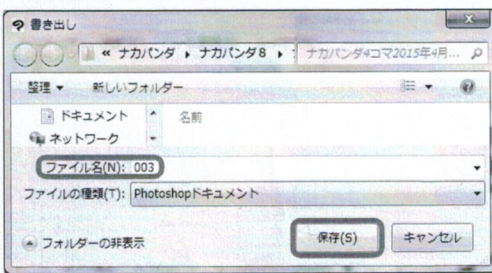 書き出し
« ナカパンダ ▸ ナカパンダ8 ▸ ナカパンダ4コマ2015年4月...
整理 ▼ 新しいフォルダー
ドキュメント 名前
ネットワーク
ファイル名(N): 003
ファイルの種類(T): Photoshopドキュメント
フォルダーの非表示 保存(S) キャンセル